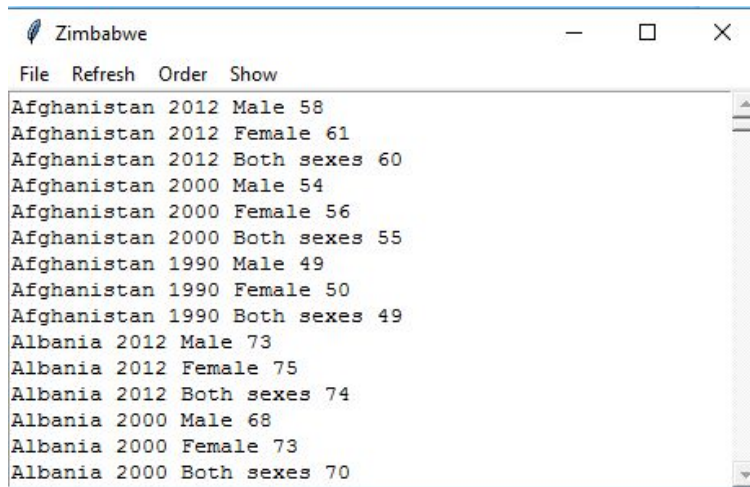 Zimbabwe
File Refresh Order Show
Afghanistan 2012 Male 58
Afghanistan 2012 Female 61
Afghanistan 2012 Both sexes 60
Afghanistan 2000 Male 54
Afghanistan 2000 Female 56
Afghanistan 2000 Both sexes 55
Afghanistan 1990 Male 49
Afghanistan 1990 Female 50
Afghanistan 1990 Both sexes 49
Albania 2012 Male 73
Albania 2012 Female 75
Albania 2012 Both sexes 74
Albania 2000 Male 68
Albania 2000 Female 73
Albania 2000 Both sexes 70